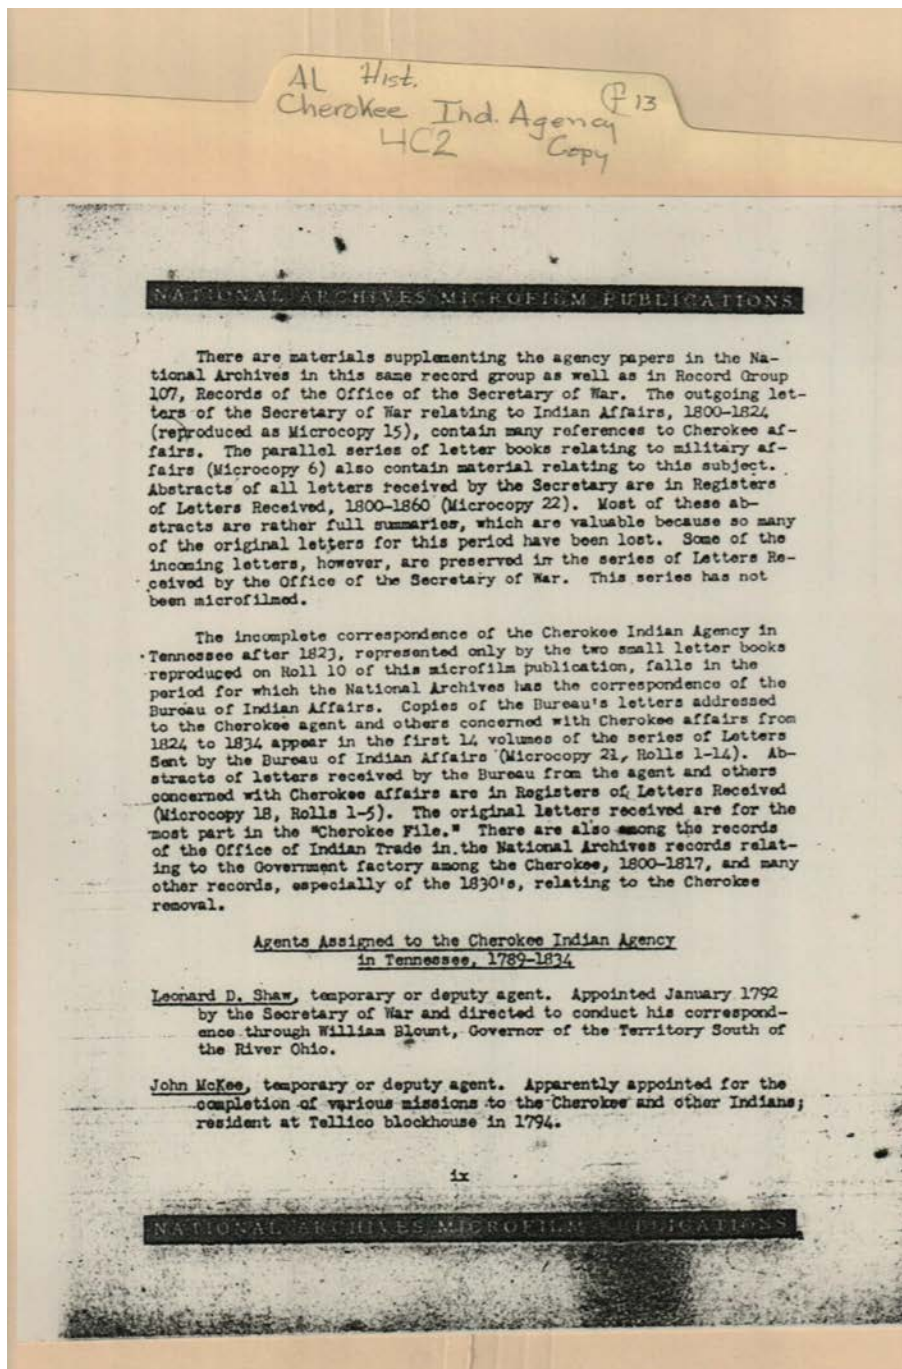 AL Hist.
Cherokee Ind. Agency F 13
4C2 Copy
NATIONAL ARCHIVES MICROFILM PUBLICATIONS
There are materials supplementing the agency papers in the Na-
tional Archives in this same record group as well as in Record Group
107, Records of the Office of the Secretary of War. The outgoing let-
ters of the Secretary of War relating to Indian Affairs, 1800-1824
(reproduced as Microcopy 15), contain many references to Cherokee af-
fairs. The parallel series of letter books relating to military af-
fairs (Microcopy 6) also contain material relating to this subject.
Abstracts of all letters received by the Secretary are in Registers
of Letters Received, 1800-1860 (Microcopy 22). Most of these ab-
stracts are rather full summaries, which are valuable because so many
of the original letters for this period have been lost. Some of the
incoming letters, however, are preserved in the series of Letters Re-
ceived by the Office of the Secretary of War. This series has not
been microfilmed.
The incomplete correspondence of the Cherokee Indian Agency in
Tennessee after 1823, represented only by the two small letter books
reproduced on Roll 10 of this microfilm publication, falls in the
period for which the National Archives has the correspondence of the
Bureau of Indian Affairs. Copies of the Bureau's letters addressed
to the Cherokee agent and others concerned with Cherokee affairs from
1824 to 1834 appear in the first 14 volumes of the series of Letters
Sent by the Bureau of Indian Affairs (Microcopy 21, Rolls 1-14). Ab-
stracts of letters received by the Bureau from the agent and others
concerned with Cherokee affairs are in Registers of Letters Received
(Microcopy 18, Rolls 1-5). The original letters received are for the
most part in the "Cherokee File." There are also among the records
of the Office of Indian Trade in the National Archives records relat-
ing to the Government factory among the Cherokee, 1800-1817, and many
other records, especially of the 1830's, relating to the Cherokee
removal.
Agents Assigned to the Cherokee Indian Agency
in Tennessee, 1789-1834
Leonard D. Shaw, temporary or deputy agent. Appointed January 1792
by the Secretary of War and directed to conduct his correspond-
ence through William Blount, Governor of the Territory South of
the River Ohio.
John McKee, temporary or deputy agent. Apparently appointed for the
completion of various missions to the Cherokee and other Indians;
resident at Tellico blockhouse in 1794.
ix
NATIONAL ARCHIVES MICROFILM PUBLICATIONS